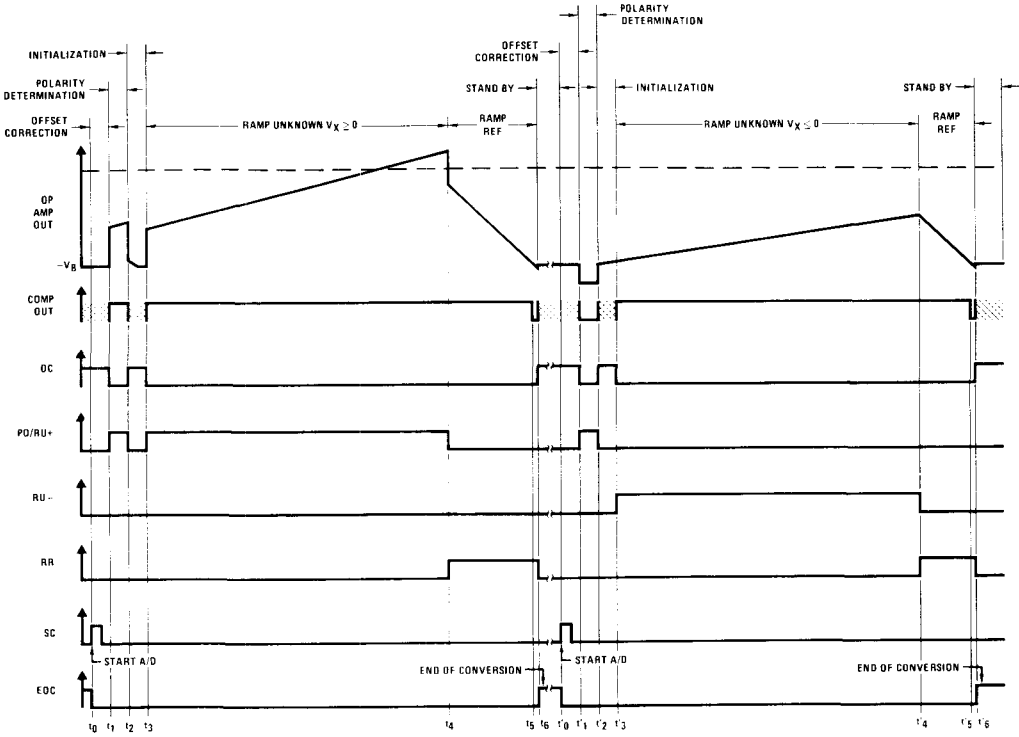 POLARITY
DETERMINATION
INITIALIZATION
OFFSET
CORRECTION
POLARITY
DETERMINATION
STAND BY
INITIALIZATION
STAND BY
OFFSET
CORRECTION
RAMP UNKNOWN VX ≥ 0
RAMP
REF
RAMP UNKNOWN VX ≤ 0
RAMP
REF
OP
AMP
OUT
-VB
COMP
OUT
OC
PO/RU+
RU-
RR
SC
START A/D
START A/D
END OF CONVERSION
END OF CONVERSION
EOC
t0 t1 t2 t3 t4 t5 t6 t'0 t'1 t'2 t'3 t'4 t'5 t'6